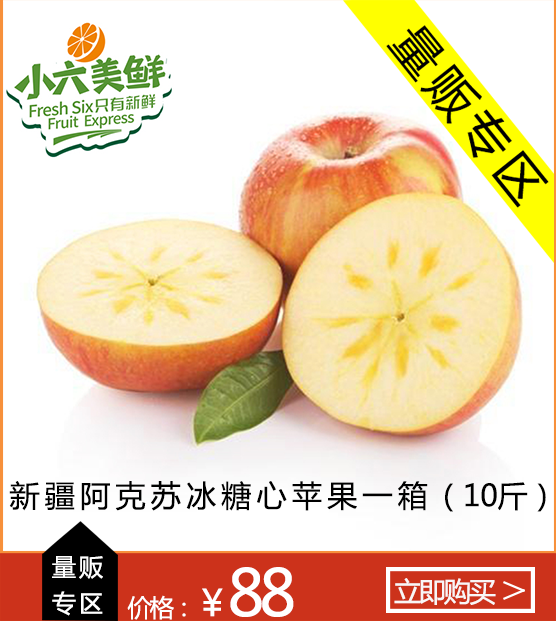 小六美鲜
Fresh Six只有新鲜
Fruit Express
量贩专区
新疆阿克苏冰糖心苹果一箱（10斤）
量贩
专区
价格：￥88
立即购买 >